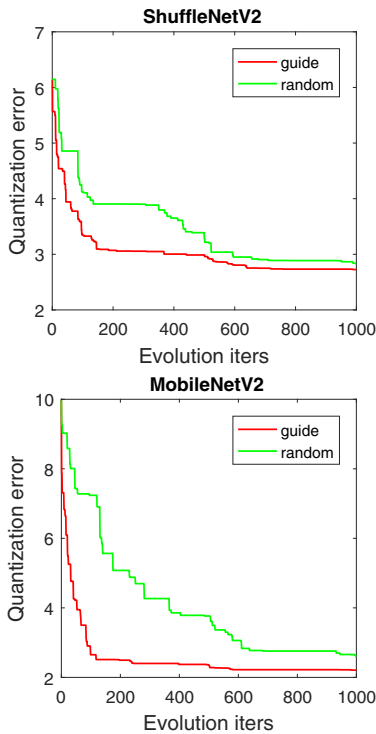 ShuffleNetV2
7
6
5
4
3
2
Quantization error
guide
random
0 200 400 600 800 1000
Evolution iters
MobileNetV2
10
8
6
4
2
Quantization error
guide
random
0 200 400 600 800 1000
Evolution iters